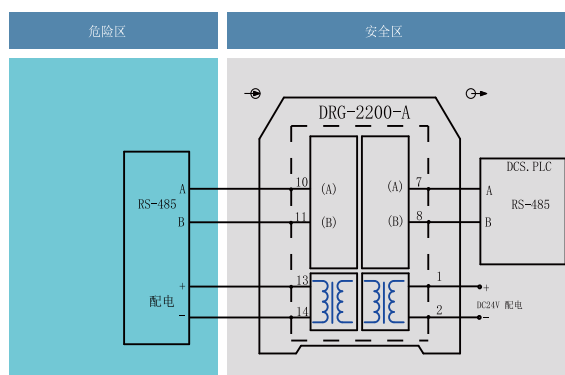 危险区
安全区
DRG-2200-A
DCS.PLC
A
10
(A)
(A)
7
A
RS-485
RS-485
B
11
(B)
(B)
8
B
+
13
1
+
配电
DC24V 配电
−
14
2
−